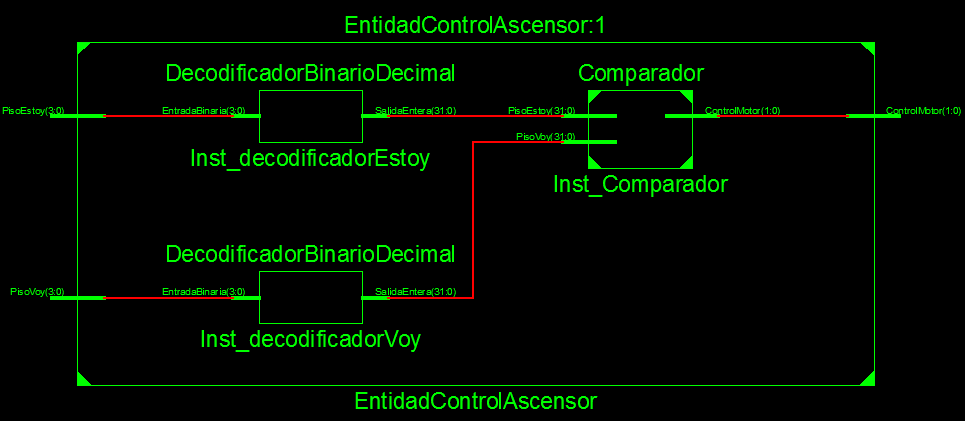 EntidadControlAscensor:1
DecodificadorBinarioDecimal
Comparador
PisoEstoy(3:0)
EntradaBinaria(3:0)
SalidaEntera(31:0)
PisoEstoy(31:0)
ControlMotor(1:0)
ControlMotor(1:0)
PisoVoy(31:0)
Inst_decodificadorEstoy
Inst_Comparador
DecodificadorBinarioDecimal
PisoVoy(3:0)
EntradaBinaria(3:0)
SalidaEntera(31:0)
Inst_decodificadorVoy
EntidadControlAscensor